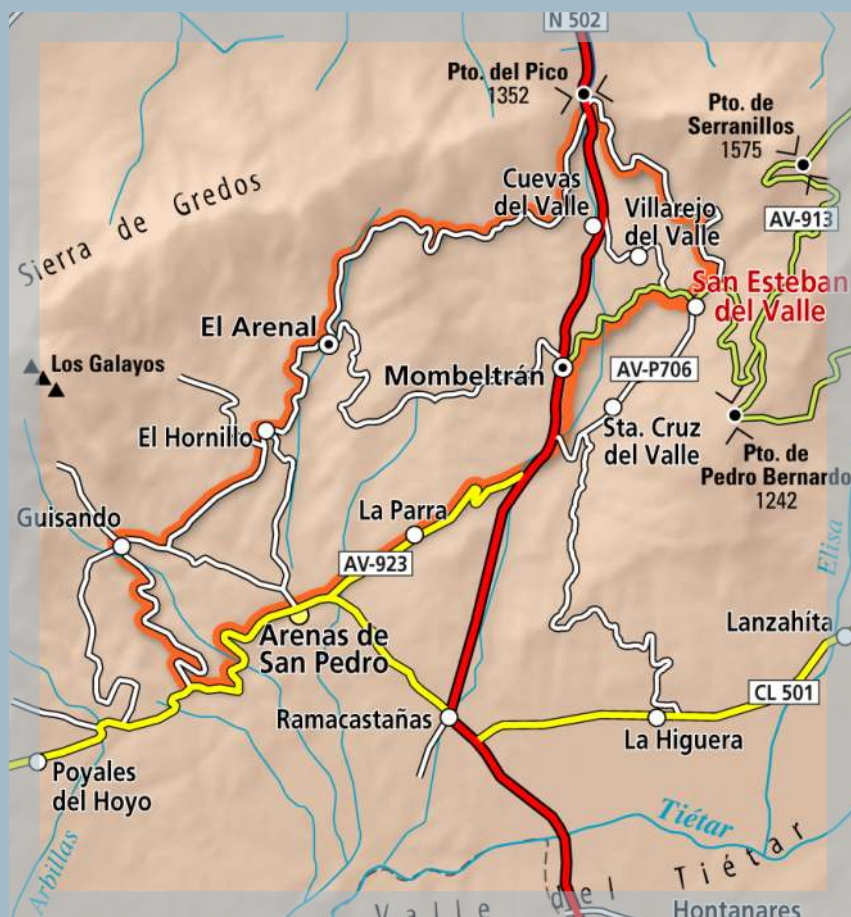 N 502
Pto. del Pico
1352
Pto. de
Serranillos
1575
Cuevas
del Valle
Villarejo
del Valle
AV-913
Sierra de Gredos
San Esteban
del Valle
El Arenal
Los Galayos
Mombeltrán
AV-P706
El Hornillo
Sta. Cruz
del Valle
Pto. de
Pedro Bernardo
1242
Guisando
La Parra
AV-923
Elisa
Arenas de
San Pedro
Lanzahíta
CL 501
Ramacastañas
La Higuera
Poyales
del Hoyo
Tiétar
Arbillas
Valle del Tiétar
Hontanares